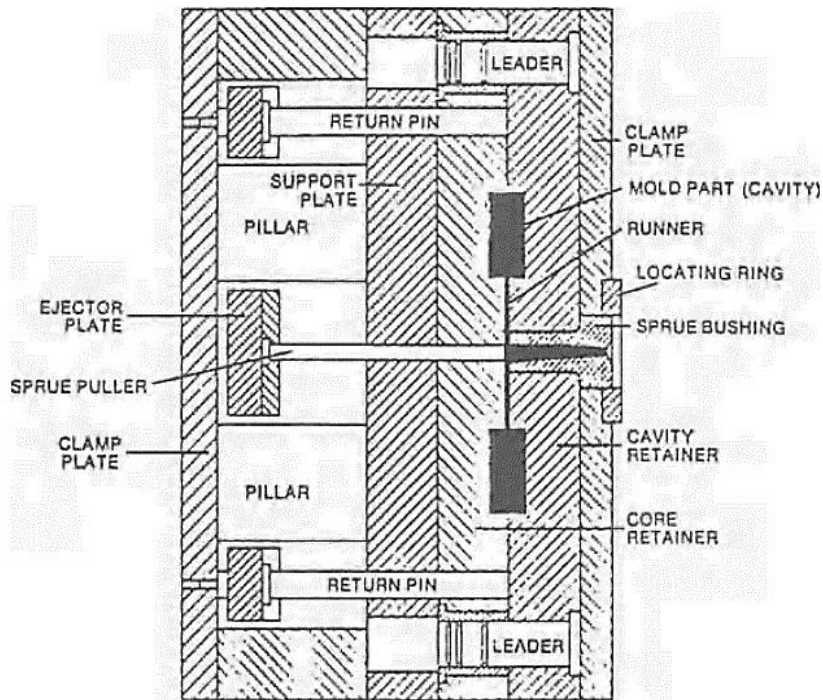 LEADER
RETURN PIN
CLAMP
PLATE
SUPPORT
PLATE
MOLD PART (CAVITY)
PILLAR
RUNNER
LOCATING RING
EJECTOR
PLATE
SPRUE BUSHING
SPRUE PULLER
CLAMP
PLATE
CAVITY
RETAINER
PILLAR
CORE
RETAINER
RETURN PIN
LEADER